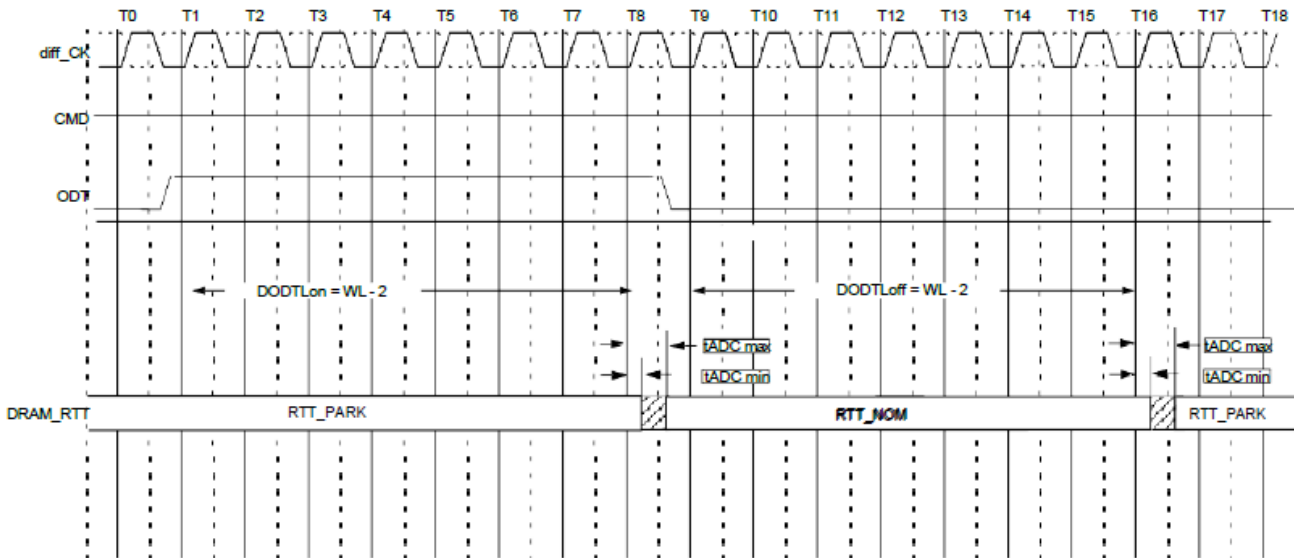 T0 T1 T2 T3 T4 T5 T6 T7 T8 T9 T10 T11 T12 T13 T14 T15 T16 T17 T18
diff_CK
CMD
ODT
DODTLon = WL - 2 DODTLoff = WL - 2
tADC max tADC max
tADC min tADC min
DRAM_RTT RTT_PARK RTT_NOM RTT_PARK